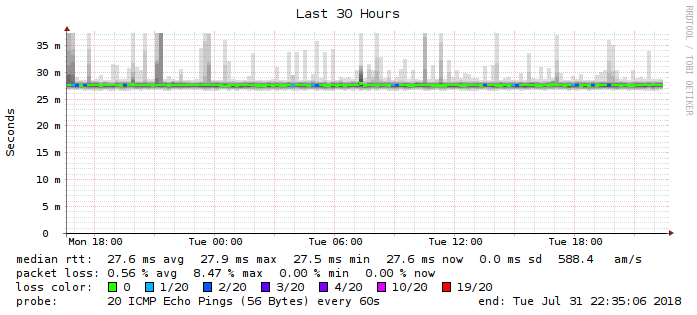 Last 30 Hours
RRDTOOL / TOBI OETIKER
Seconds
35 m
30 m
25 m
20 m
15 m
10 m
5 m
0
Mon 18:00 Tue 00:00 Tue 06:00 Tue 12:00 Tue 18:00
median rtt: 27.6 ms avg 27.9 ms max 27.5 ms min 27.6 ms now 0.0 ms sd 588.4 am/s
packet loss: 0.56 % avg 8.47 % max 0.00 % min 0.00 % now
loss color: 0 1/20 2/20 3/20 4/20 10/20 19/20
probe: 20 ICMP Echo Pings (56 Bytes) every 60s end: Tue Jul 31 22:35:06 2018